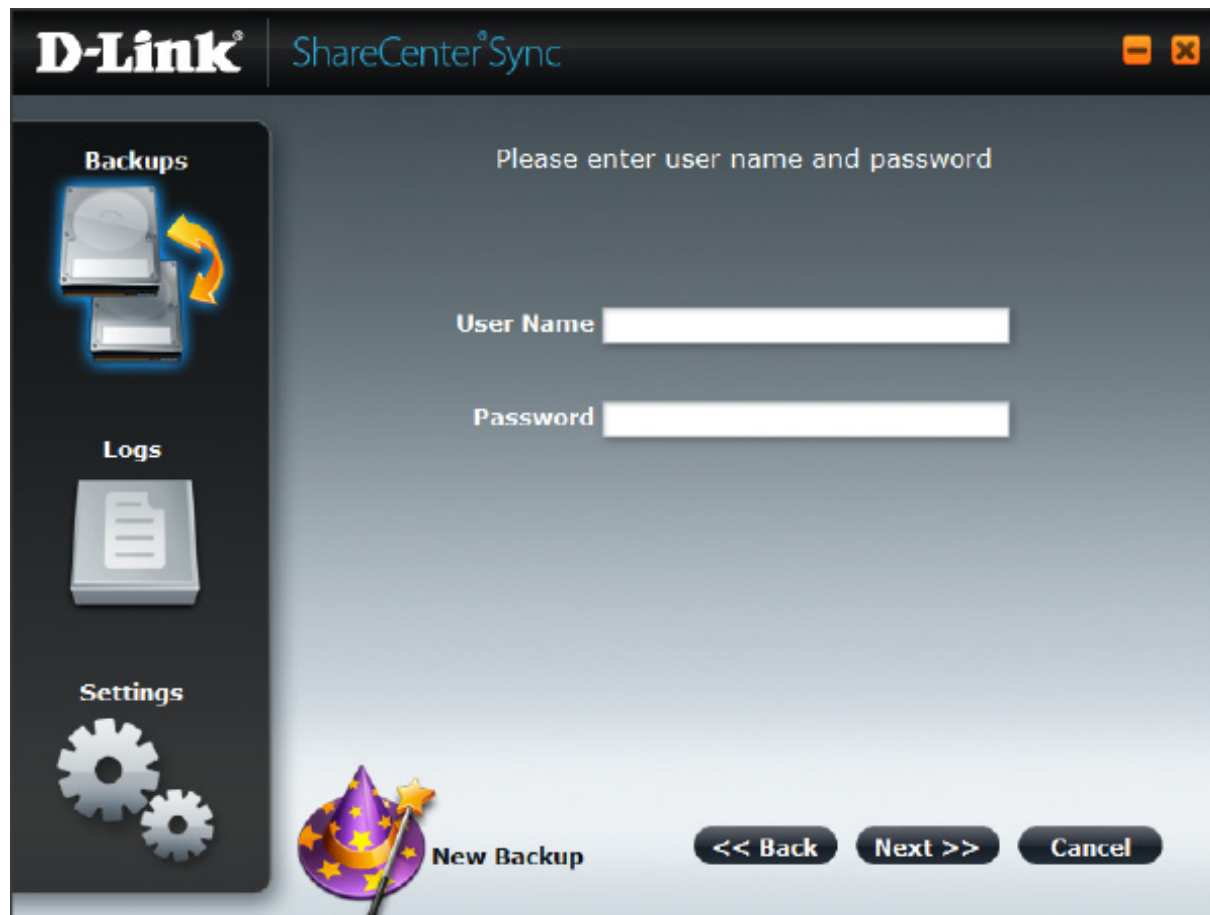 D-Link® ShareCenter®Sync
Backups
Logs
Settings
Please enter user name and password
User Name
Password
New Backup
<< Back Next >> Cancel